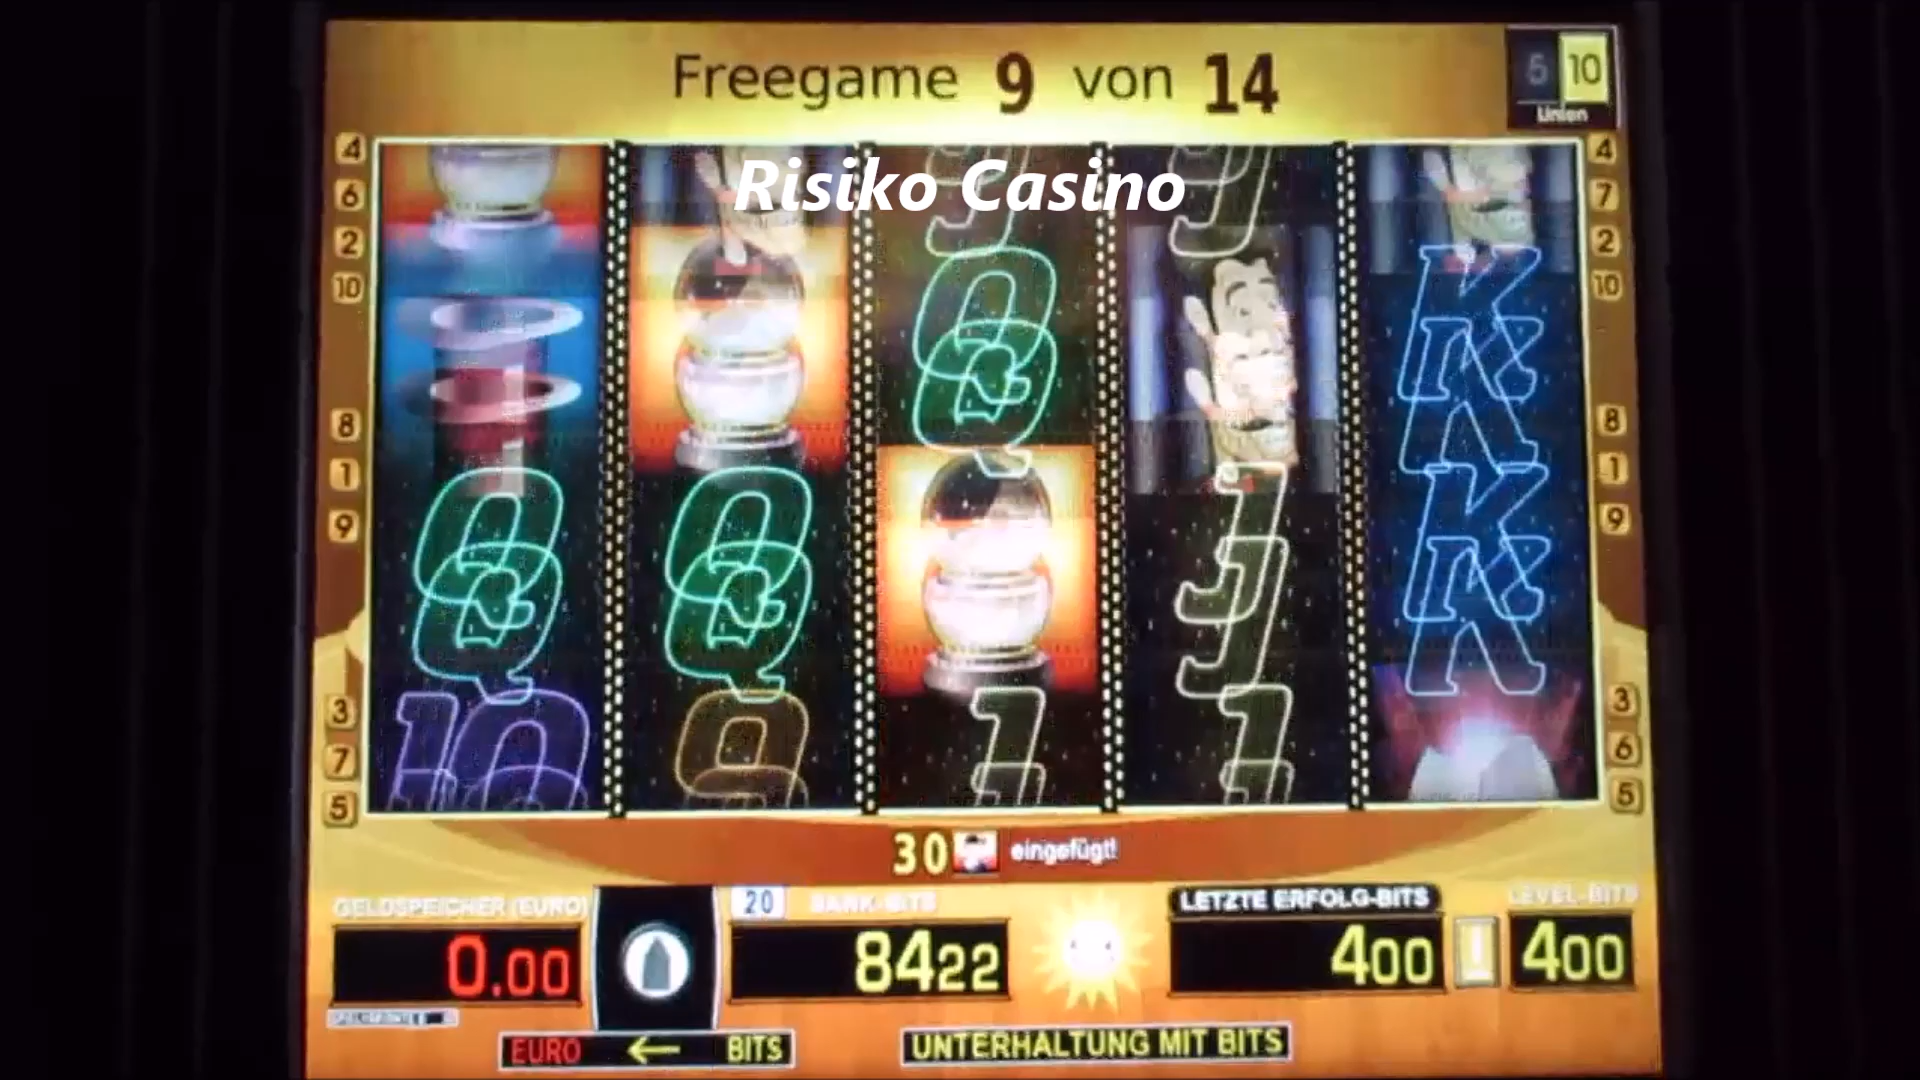 Freegame 9 von 14
5 10
Linien
Risiko Casino
4
6
2
10
8
1
9
3
7
5
4
7
2
10
8
1
9
3
6
5
30 eingefügt!
GELDSPEICHER (EURO)
20 BANK-BITS
LETZTE ERFOLG-BITS
LEVEL-BITS
0.00
8422
400
400
EURO ← BITS
UNTERHALTUNG MIT BITS